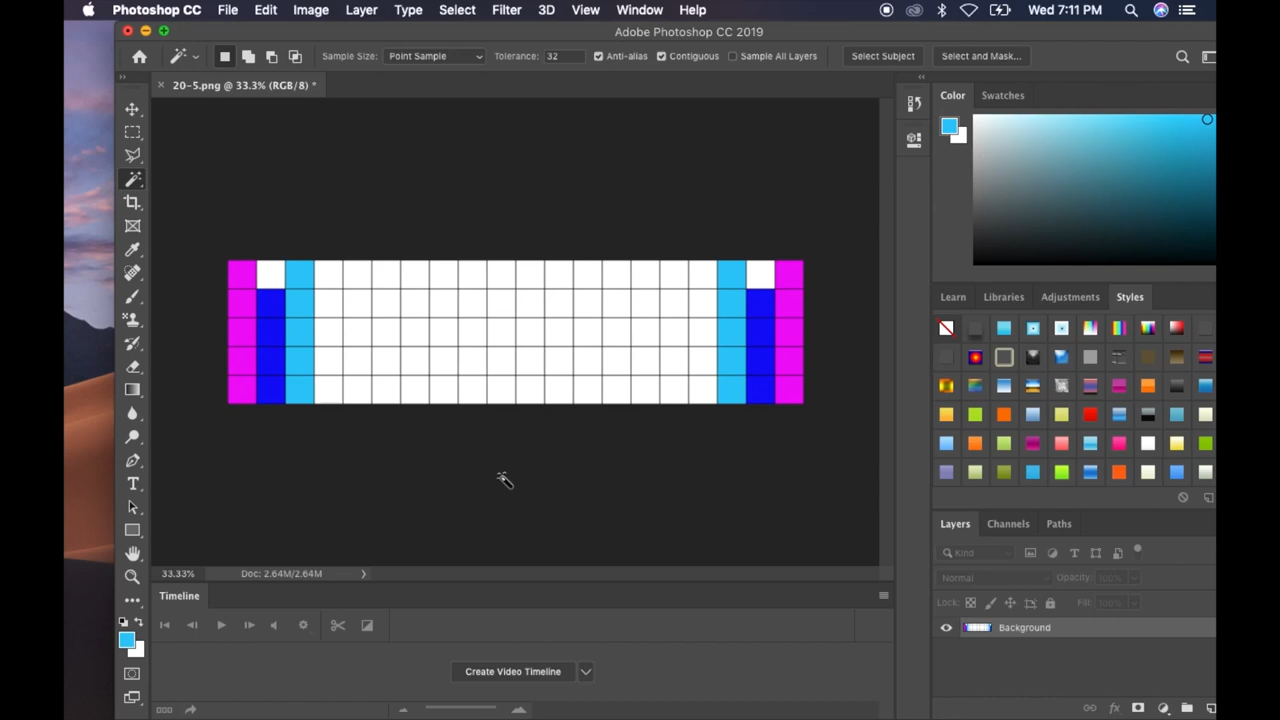 Photoshop CC File Edit Image Layer Type Select Filter 3D View Window Help Wed 7:11 PM
Adobe Photoshop CC 2019
Sample Size: Point Sample Tolerance: 32 Anti-alias Contiguous Sample All Layers Select Subject Select and Mask...
20-5.png @ 33.3% (RGB/8) *
Color Swatches
Learn Libraries Adjustments Styles
Layers Channels Paths
Kind
Normal Opacity: 100%
Lock: Fill: 100%
Background
33.33% Doc: 2.64M/2.64M
Timeline
Create Video Timeline